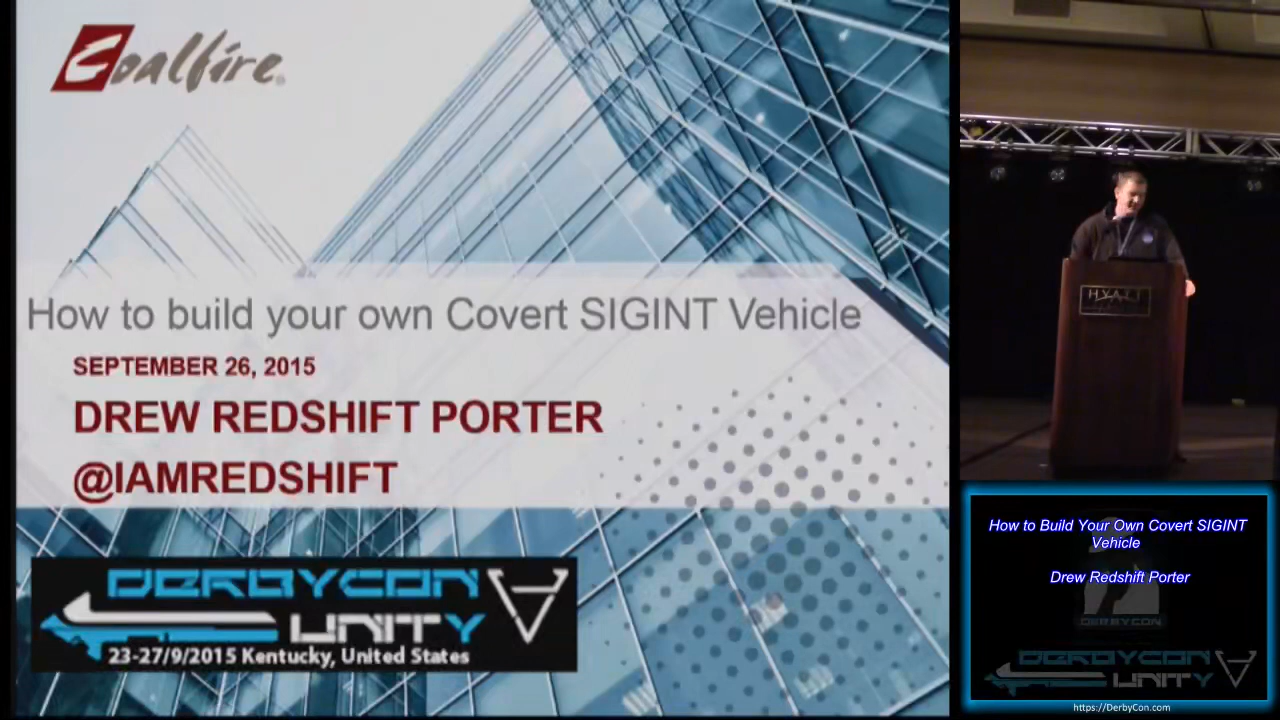 Coalfire
How to build your own Covert SIGINT Vehicle
SEPTEMBER 26, 2015
DREW REDSHIFT PORTER
@IAMREDSHIFT
DERBYCON
UNITY
23-27/9/2015 Kentucky, United States
HYATT
How to Build Your Own Covert SIGINT
Vehicle
Drew Redshift Porter
DERBYCON
DERBYCON
UNITY
https://DerbyCon.com